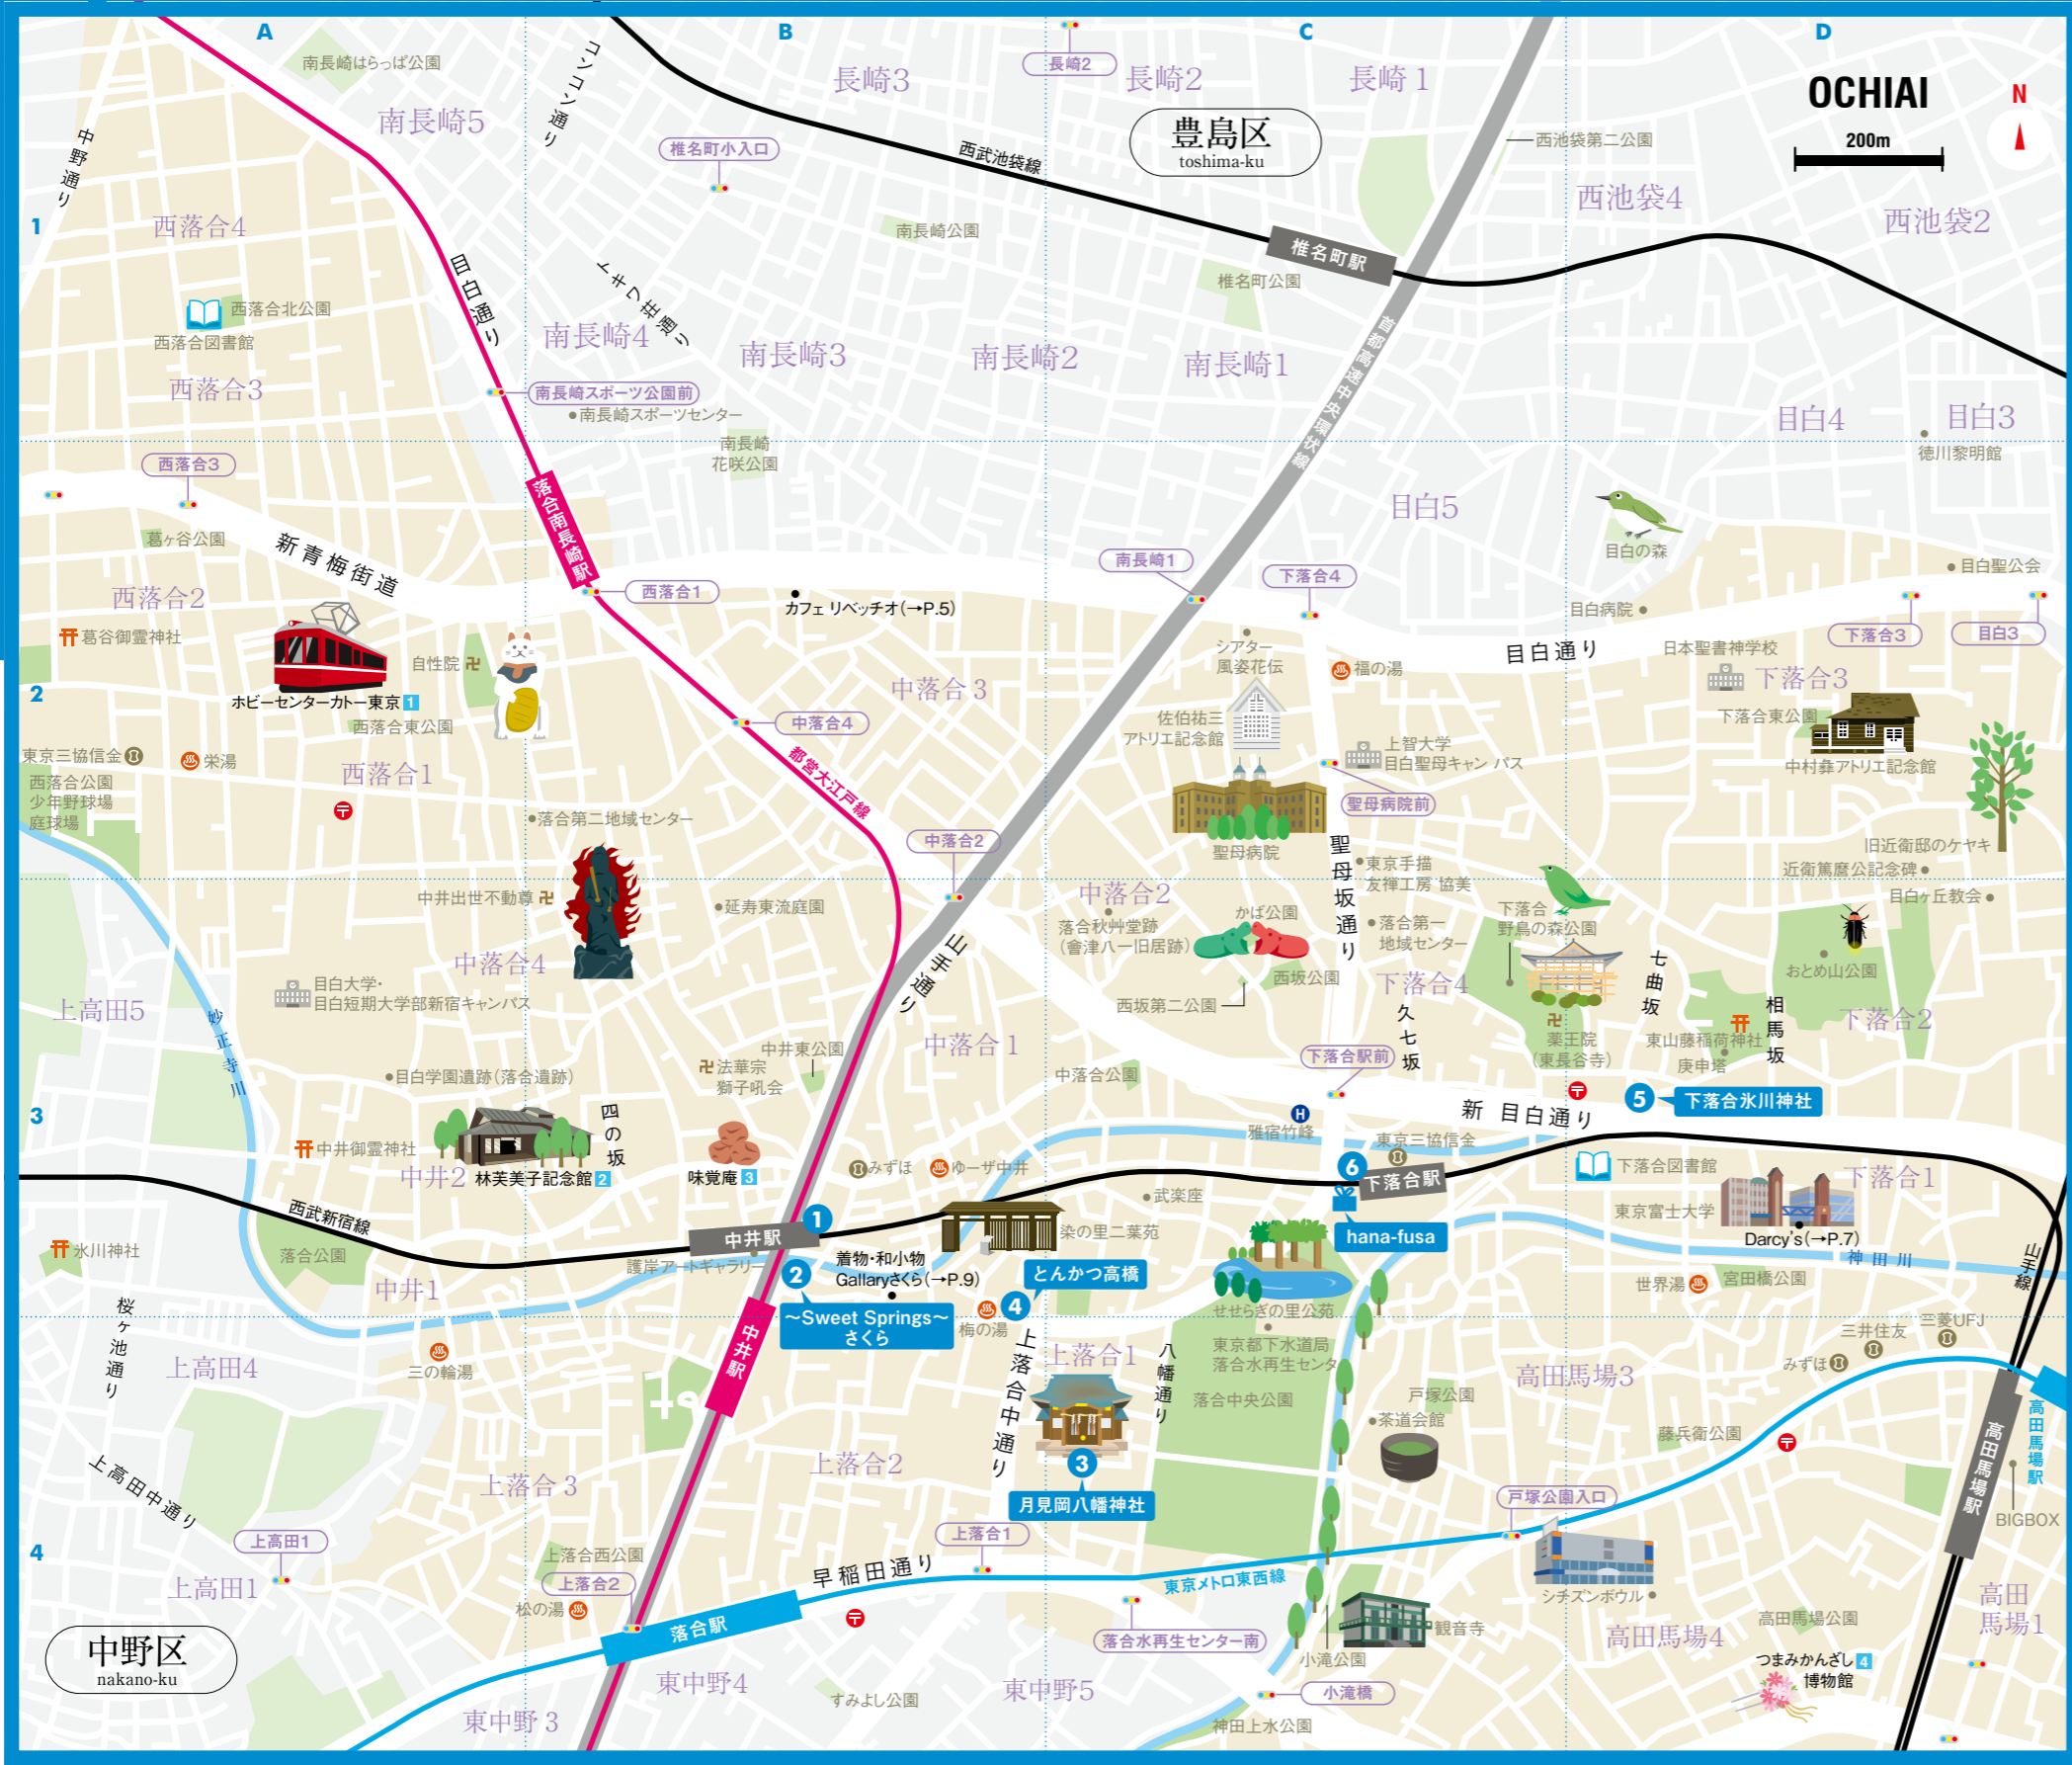 A
B
C
D
1
2
3
4
OCHIAI
N
200m
豊島区
toshima-ku
中野区
nakano-ku
南長崎はらっぱ公園
コンコン通り
長崎3
長崎2
長崎2
長崎1
南長崎5
中野通り
椎名町小入口
西武池袋線
西池袋第二公園
西池袋4
西池袋2
西落合4
南長崎公園
椎名町駅
椎名町公園
目白通り
トキワ荘通り
西落合北公園
西落合図書館
南長崎4
南長崎3
南長崎2
南長崎1
首都高速中央環状線
西落合3
南長崎スポーツ公園前
南長崎スポーツセンター
目白4
目白3
徳川黎明館
南長崎
花咲公園
西落合3
落合南長崎駅
目白5
目白の森
葛ヶ谷公園
新青梅街道
南長崎1
下落合4
目白聖公会
西落合2
西落合1
カフェ リベッチオ(→P.5)
目白病院
葛谷御霊神社
自性院
シアター
風姿花伝
福の湯
目白通り
日本聖書神学校
下落合3
目白3
下落合3
ホビーセンターカトー東京 1
西落合東公園
中落合3
中落合4
佐伯祐三
アトリエ記念館
下落合東公園
東京三協信金
栄湯
西落合1
都営大江戸線
上智大学
目白聖母キャンパス
中村彝アトリエ記念館
西落合公園
少年野球場
庭球場
落合第二地域センター
聖母病院前
中落合2
聖母病院
聖母坂通り
東京手描
友禅工房 協美
旧近衛邸のケヤキ
近衛篤麿公記念碑
中井出世不動尊
延寿東流庭園
中落合2
落合秋艸堂跡
(會津八一旧居跡)
かば公園
落合第一
地域センター
下落合
野鳥の森公園
目白ヶ丘教会
山手通り
中落合4
七曲坂
おとめ山公園
上高田5
目白大学・
目白短期大学部新宿キャンパス
西坂公園
西坂第二公園
下落合4
久七坂
相馬坂
下落合2
妙正寺川
中落合1
薬王院
(東長谷寺)
東山藤稲荷神社
庚申塔
中井東公園
法華宗
獅子吼会
下落合駅前
目白学園遺跡(落合遺跡)
中落合公園
新目白通り
5
下落合氷川神社
四の坂
雅宿竹峰
東京三協信金
中井御霊神社
中井2
林芙美子記念館 2
味覚庵 3
みずほ
ゆーザ中井
6
下落合駅
下落合図書館
下落合1
西武新宿線
武楽座
東京富士大学
氷川神社
落合公園
中井駅
1
染の里二葉苑
hana-fusa
Darcy's(→P.7)
神田川
山手線
護岸アートギャラリー
着物・和小物
Gallaryさくら(→P.9)
とんかつ高橋
2
4
中井1
世界湯
宮田橋公園
桜ヶ池通り
～Sweet Springs～
さくら
梅の湯
せせらぎの里公苑
三井住友
三菱UFJ
みずほ
上高田4
三の輪湯
中井駅
上落合中通り
上落合1
八幡通り
東京都下水道局
落合水再生センタ
高田馬場3
落合中央公園
戸塚公園
茶道会館
藤兵衛公園
高田馬場駅
高田馬場駅
上高田中通り
上落合3
上落合2
3
月見岡八幡神社
戸塚公園入口
BIGBOX
上高田1
上落合1
上落合西公園
早稲田通り
上高田1
上落合2
東京メトロ東西線
シチズンボウル
高田
馬場1
松の湯
落合駅
高田馬場公園
落合水再生センター南
観音寺
高田馬場4
小滝公園
つまみかんざし 4
博物館
東中野4
すみよし公園
東中野5
小滝橋
東中野3
神田上水公園